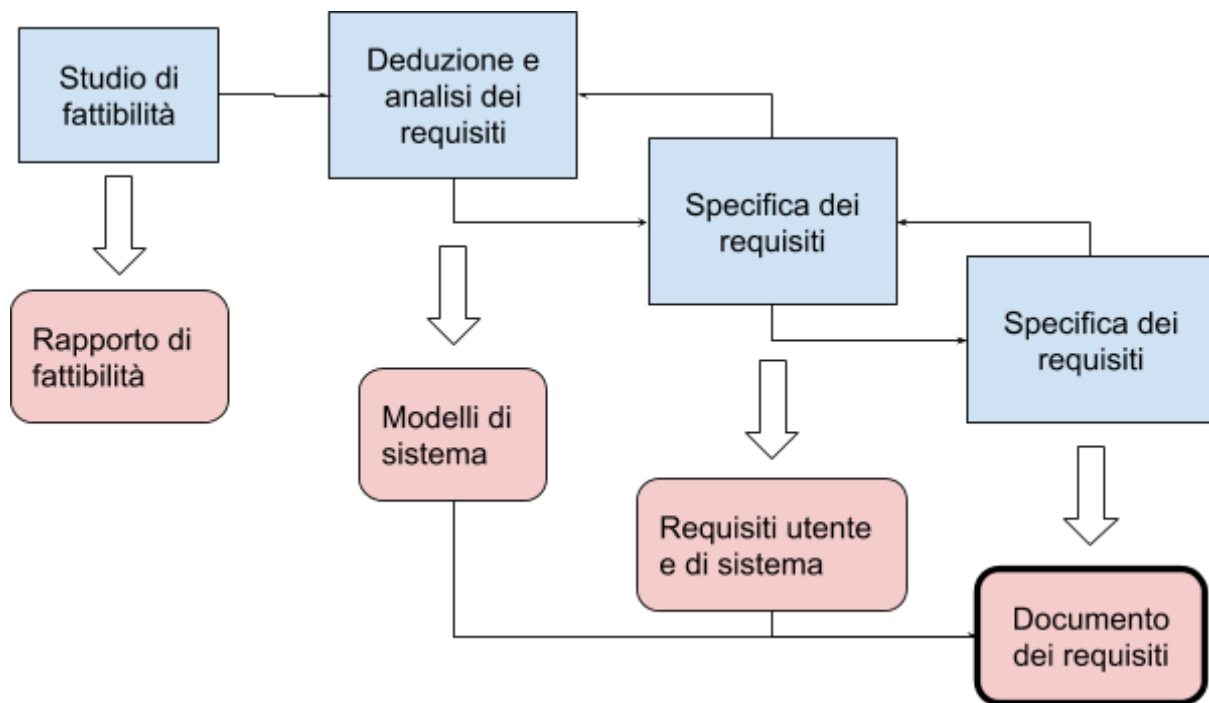 Studio di
fattibilità
Deduzione e
analisi dei
requisiti
Specifica dei
requisiti
Specifica dei
requisiti
Rapporto di
fattibilità
Modelli di
sistema
Requisiti utente
e di sistema
Documento
dei requisiti